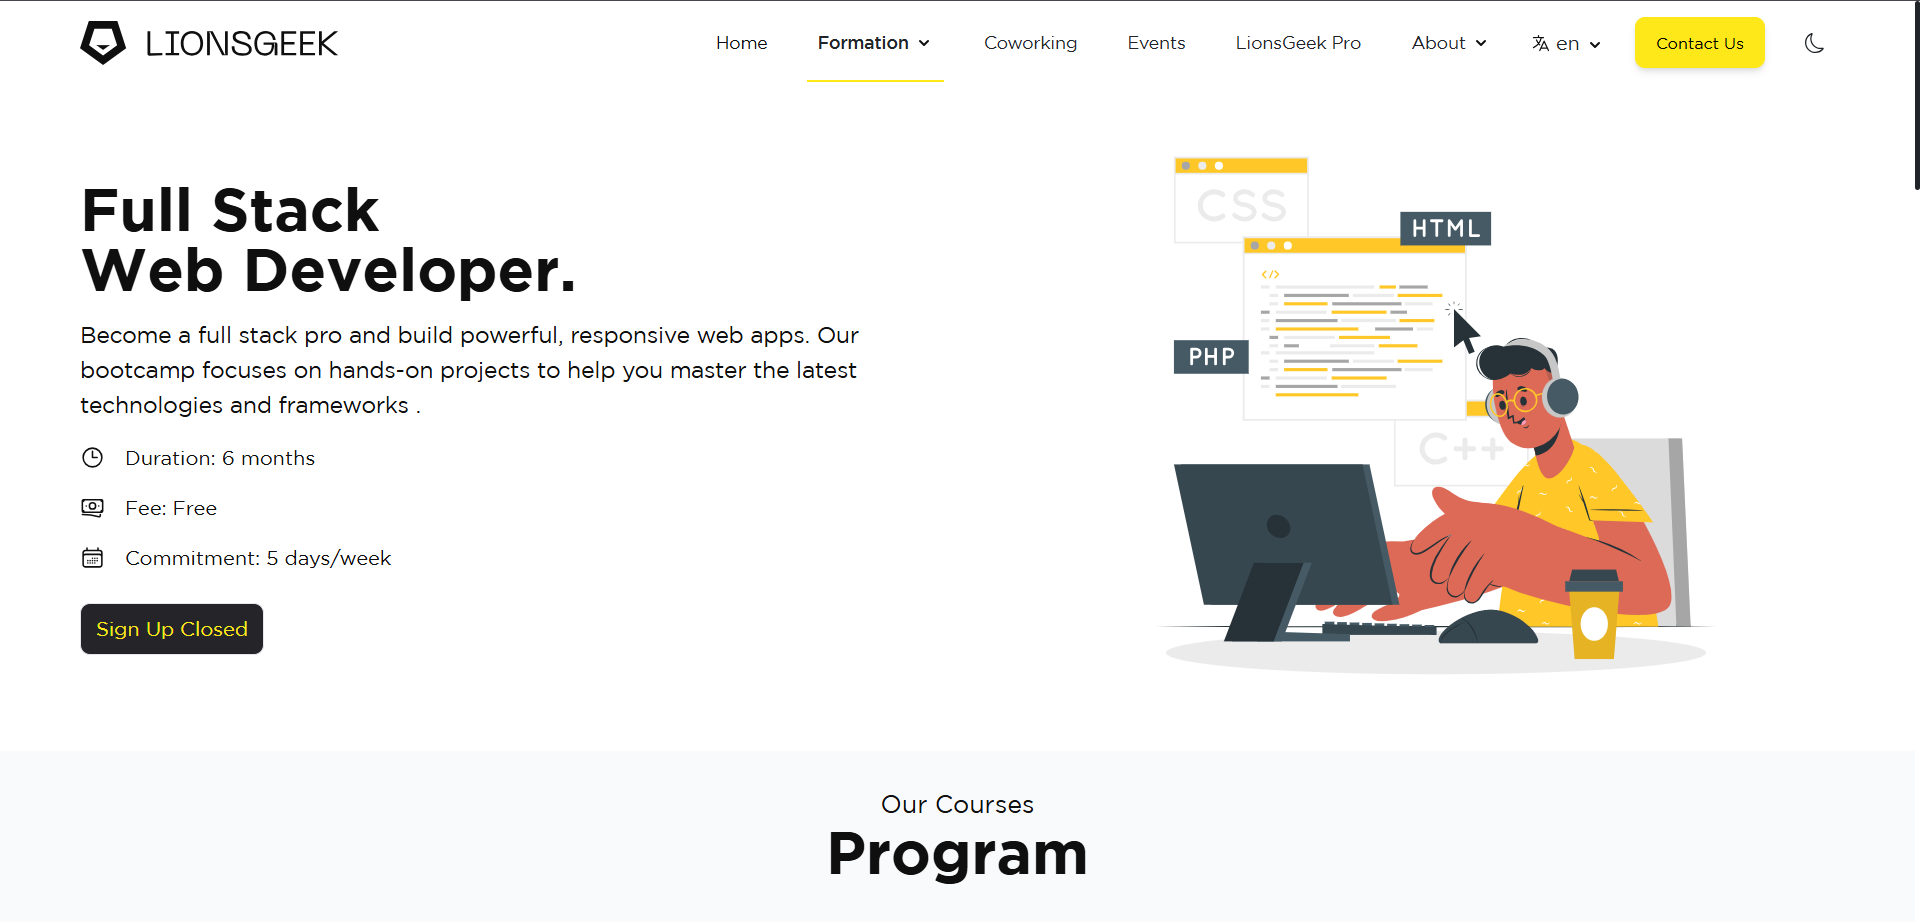 LIONSGEEK
Home
Formation
Coworking
Events
LionsGeek Pro
About
en
Contact Us
Full Stack
Web Developer.
Become a full stack pro and build powerful, responsive web apps. Our
bootcamp focuses on hands-on projects to help you master the latest
technologies and frameworks .
Duration: 6 months
Fee: Free
Commitment: 5 days/week
Sign Up Closed
CSS
HTML
</>
PHP
C++
Our Courses
Program